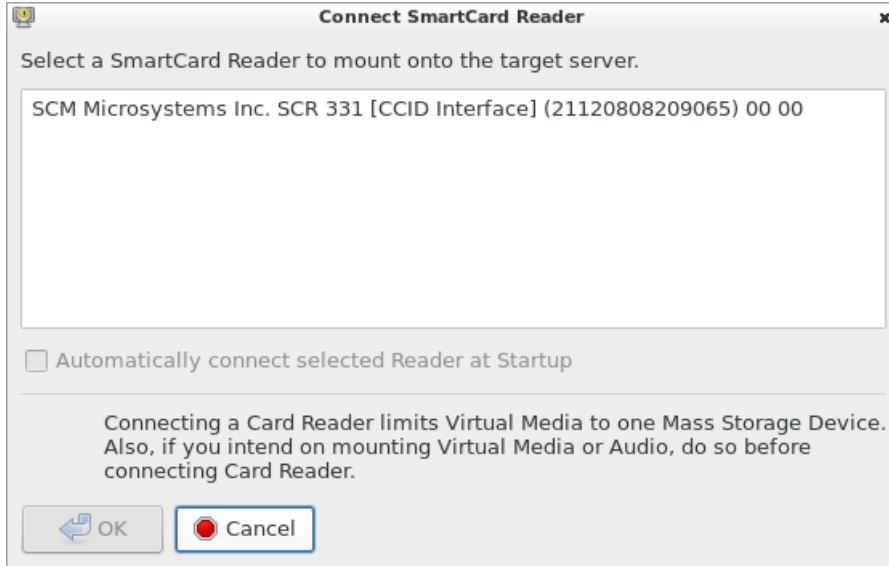 Connect SmartCard Reader
Select a SmartCard Reader to mount onto the target server.
SCM Microsystems Inc. SCR 331 [CCID Interface] (21120808209065) 00 00
Automatically connect selected Reader at Startup
Connecting a Card Reader limits Virtual Media to one Mass Storage Device.
Also, if you intend on mounting Virtual Media or Audio, do so before
connecting Card Reader.
OK
Cancel